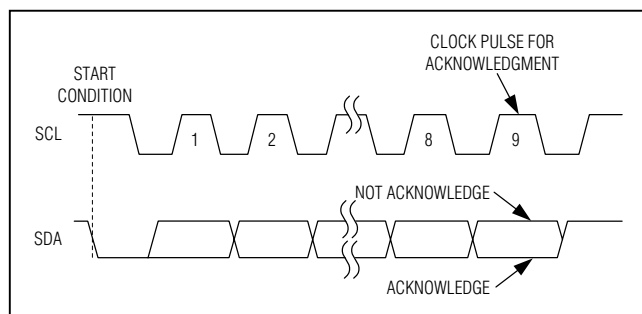 CLOCK PULSE FOR
ACKNOWLEDGMENT
START
CONDITION
SCL
1
2
8
9
NOT ACKNOWLEDGE
SDA
ACKNOWLEDGE